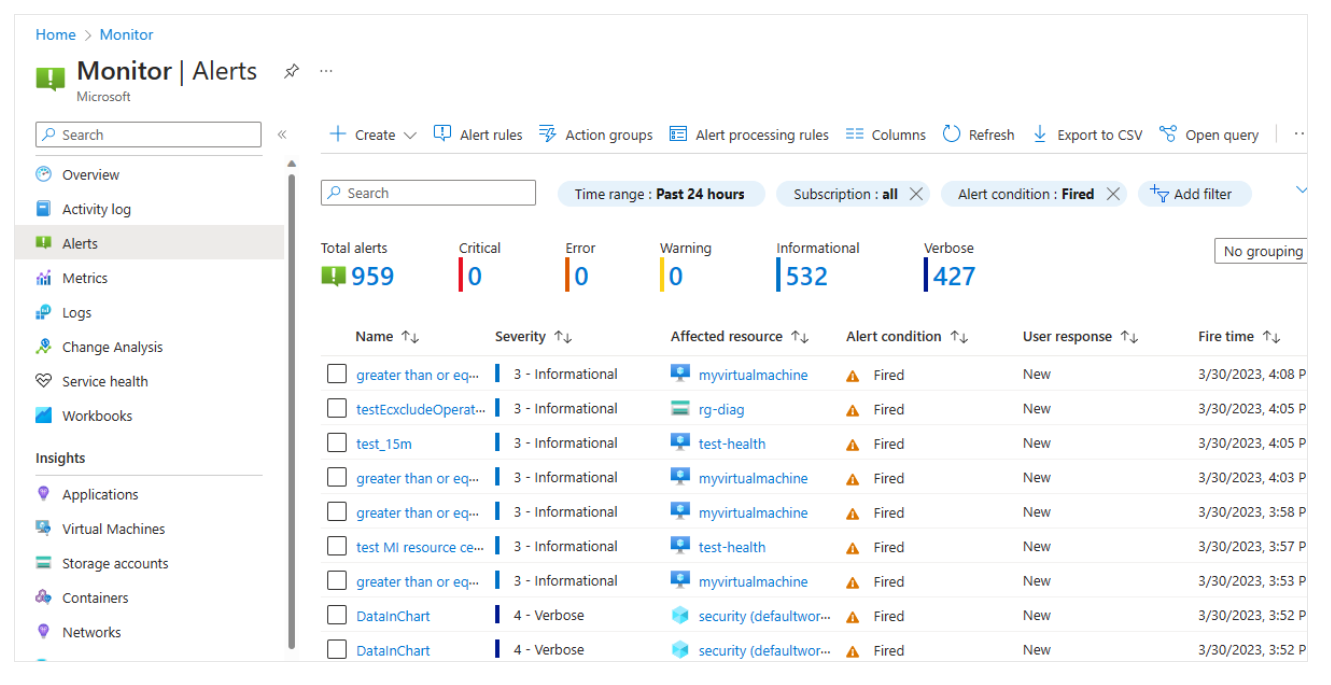 Home > Monitor
Monitor | Alerts ...
Microsoft
Search «
Overview
Activity log
Alerts
Metrics
Logs
Change Analysis
Service health
Workbooks
Insights
Applications
Virtual Machines
Storage accounts
Containers
Networks
Create Alert rules Action groups Alert processing rules Columns Refresh Export to CSV Open query
Search Time range : Past 24 hours Subscription : all Alert condition : Fired Add filter
Total alerts Critical Error Warning Informational Verbose No grouping
959 0 0 0 532 427
Name ↑↓ Severity ↑↓ Affected resource ↑↓ Alert condition ↑↓ User response ↑↓ Fire time ↑↓
greater than or eq... 3 - Informational myvirtualmachine Fired New 3/30/2023, 4:08 P
testEcxcludeOperat... 3 - Informational rg-diag Fired New 3/30/2023, 4:05 P
test_15m 3 - Informational test-health Fired New 3/30/2023, 4:05 P
greater than or eq... 3 - Informational myvirtualmachine Fired New 3/30/2023, 4:03 P
greater than or eq... 3 - Informational myvirtualmachine Fired New 3/30/2023, 3:58 P
test MI resource ce... 3 - Informational test-health Fired New 3/30/2023, 3:57 P
greater than or eq... 3 - Informational myvirtualmachine Fired New 3/30/2023, 3:53 P
DataInChart 4 - Verbose security (defaultwor... Fired New 3/30/2023, 3:52 P
DataInChart 4 - Verbose security (defaultwor... Fired New 3/30/2023, 3:52 P